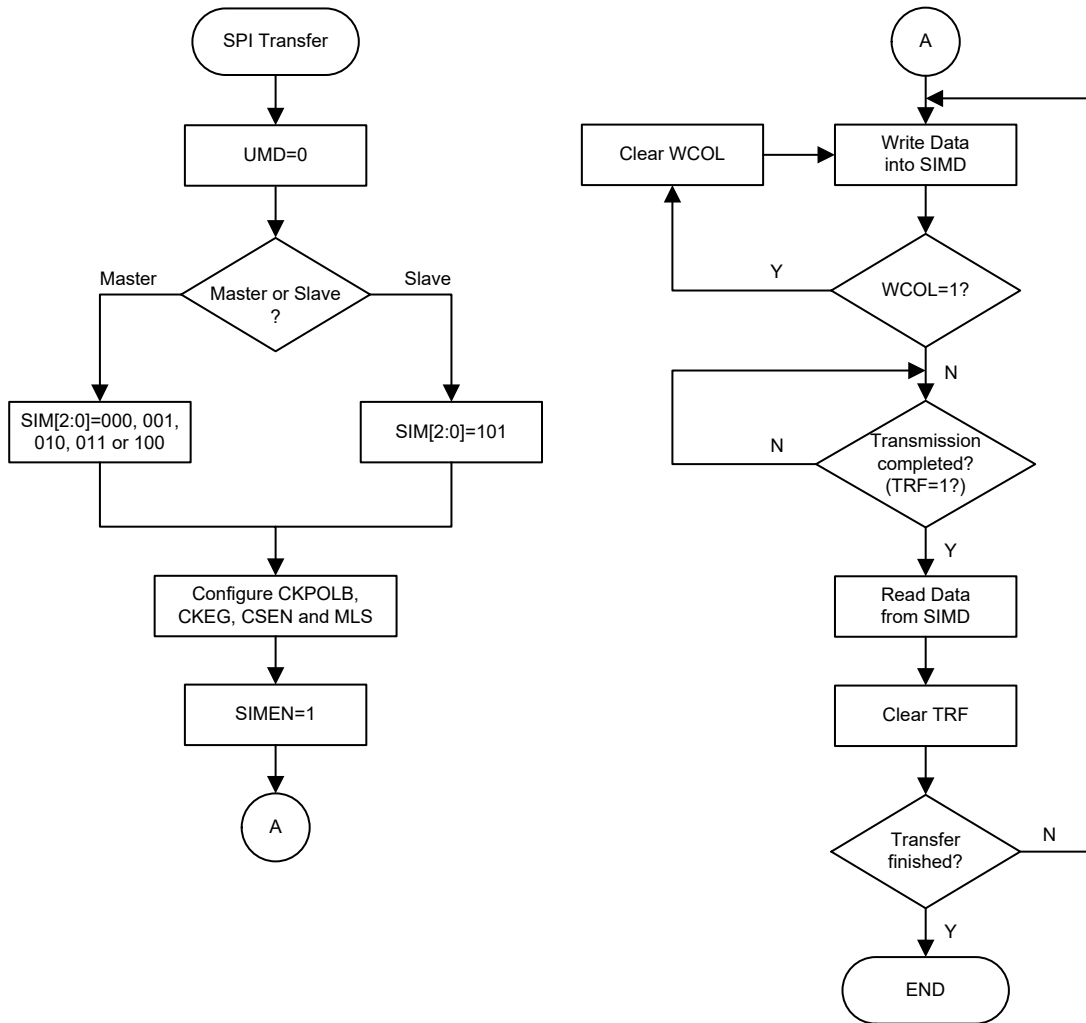 SPI Transfer
UMD=0
Master
Master or Slave
?
Slave
SIM[2:0]=000, 001,
010, 011 or 100
SIM[2:0]=101
Configure CKPOLB,
CKEG, CSEN and MLS
SIMEN=1
A
A
Clear WCOL
Write Data
into SIMD
Y
WCOL=1?
N
N
Transmission
completed?
(TRF=1?)
Y
Read Data
from SIMD
Clear TRF
Transfer
finished?
N
Y
END